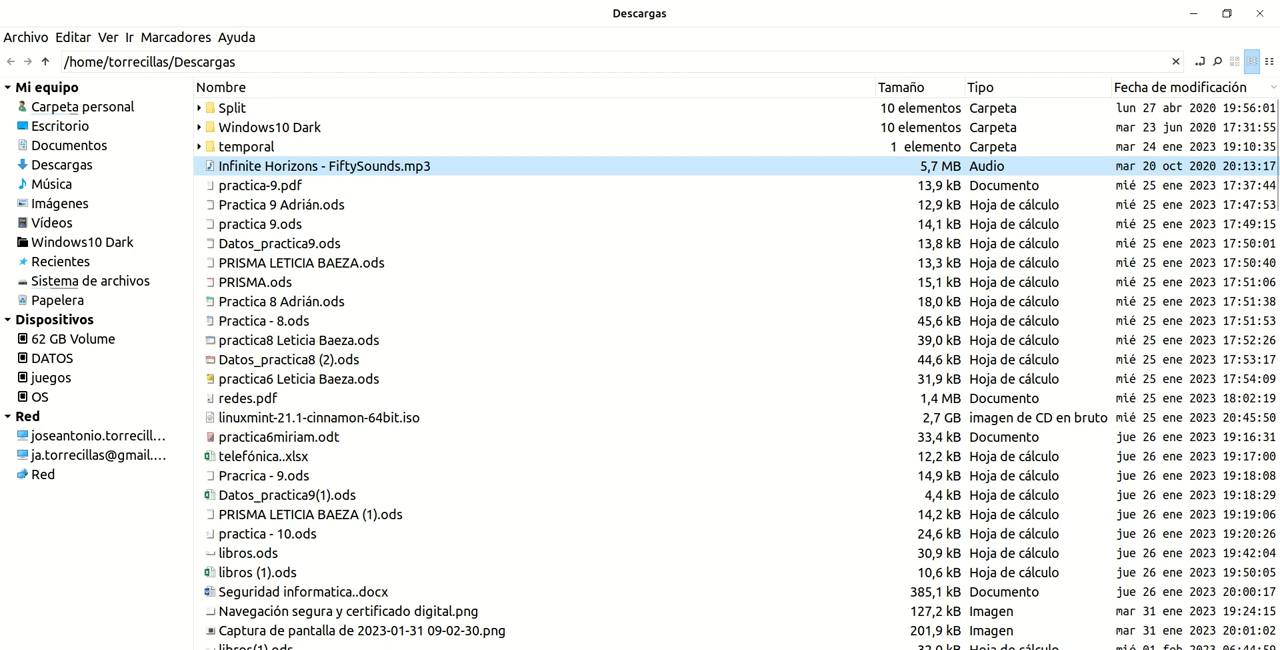 Descargas
Archivo Editar Ver Ir Marcadores Ayuda
/home/torrecillas/Descargas
Mi equipo
Carpeta personal
Escritorio
Documentos
Descargas
Música
Imágenes
Vídeos
Windows10 Dark
Recientes
Sistema de archivos
Papelera
Dispositivos
62 GB Volume
DATOS
juegos
OS
Red
joseantonio.torrecill...
ja.torrecillas@gmail....
Red
Nombre Tamaño Tipo Fecha de modificación
Split 10 elementos Carpeta lun 27 abr 2020 19:56:01
Windows10 Dark 10 elementos Carpeta mar 23 jun 2020 17:31:55
temporal 1 elemento Carpeta mar 24 ene 2023 19:10:35
Infinite Horizons - FiftySounds.mp3 5,7 MB Audio mar 20 oct 2020 20:13:17
practica-9.pdf 13,9 kB Documento mié 25 ene 2023 17:37:44
Practica 9 Adrián.ods 12,9 kB Hoja de cálculo mié 25 ene 2023 17:47:53
practica 9.ods 14,1 kB Hoja de cálculo mié 25 ene 2023 17:49:15
Datos_practica9.ods 13,8 kB Hoja de cálculo mié 25 ene 2023 17:50:01
PRISMA LETICIA BAEZA.ods 13,3 kB Hoja de cálculo mié 25 ene 2023 17:50:40
PRISMA.ods 15,1 kB Hoja de cálculo mié 25 ene 2023 17:51:06
Practica 8 Adrián.ods 18,0 kB Hoja de cálculo mié 25 ene 2023 17:51:38
Practica - 8.ods 45,6 kB Hoja de cálculo mié 25 ene 2023 17:51:53
practica8 Leticia Baeza.ods 39,0 kB Hoja de cálculo mié 25 ene 2023 17:52:26
Datos_practica8 (2).ods 44,6 kB Hoja de cálculo mié 25 ene 2023 17:53:17
practica6 Leticia Baeza.ods 31,9 kB Hoja de cálculo mié 25 ene 2023 17:54:09
redes.pdf 1,4 MB Documento mié 25 ene 2023 18:02:19
linuxmint-21.1-cinnamon-64bit.iso 2,7 GB imagen de CD en bruto mié 25 ene 2023 20:45:50
practica6miriam.odt 33,4 kB Documento jue 26 ene 2023 19:16:31
telefónica..xlsx 12,2 kB Hoja de cálculo jue 26 ene 2023 19:17:00
Pracrica - 9.ods 14,9 kB Hoja de cálculo jue 26 ene 2023 19:18:08
Datos_practica9(1).ods 4,4 kB Hoja de cálculo jue 26 ene 2023 19:18:29
PRISMA LETICIA BAEZA (1).ods 14,2 kB Hoja de cálculo jue 26 ene 2023 19:19:06
practica - 10.ods 24,6 kB Hoja de cálculo jue 26 ene 2023 19:20:26
libros.ods 30,9 kB Hoja de cálculo jue 26 ene 2023 19:42:04
libros (1).ods 10,6 kB Hoja de cálculo jue 26 ene 2023 19:50:05
Seguridad informatica..docx 385,1 kB Documento jue 26 ene 2023 20:00:17
Navegación segura y certificado digital.png 127,2 kB Imagen mar 31 ene 2023 19:24:15
Captura de pantalla de 2023-01-31 09-02-30.png 201,9 kB Imagen mar 31 ene 2023 20:01:02
libros(1).ods 32,0 kB Hoja de cálculo mié 01 feb 2023 06:44:59